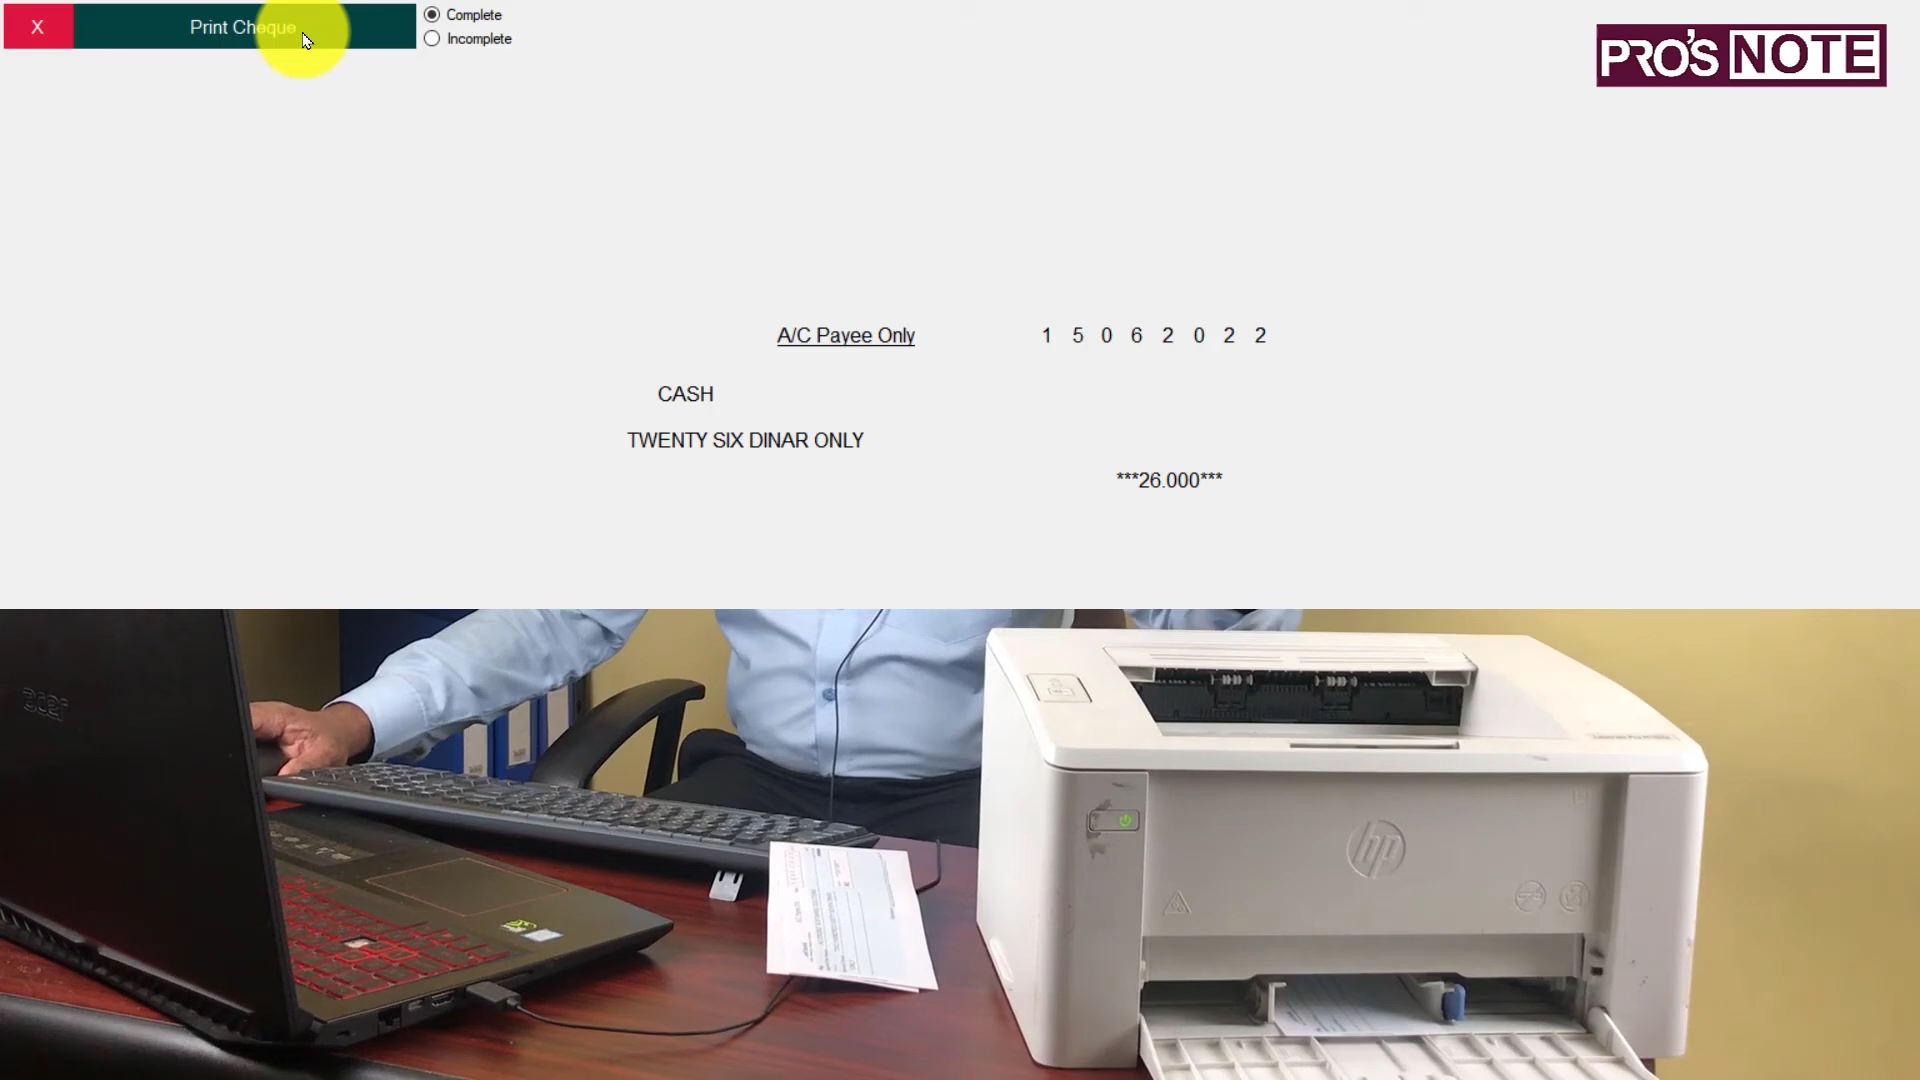 X Print Cheque
Complete
Incomplete
PRO'S NOTE
A/C Payee Only 1 5 0 6 2 0 2 2
CASH
TWENTY SIX DINAR ONLY
***26.000***
acer
hp